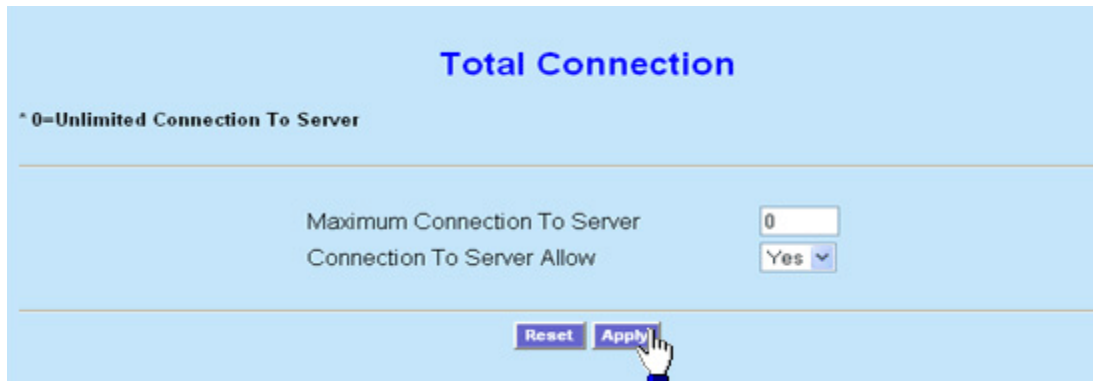 Total Connection
* 0=Unlimited Connection To Server
Maximum Connection To Server 0
Connection To Server Allow Yes
Reset Apply